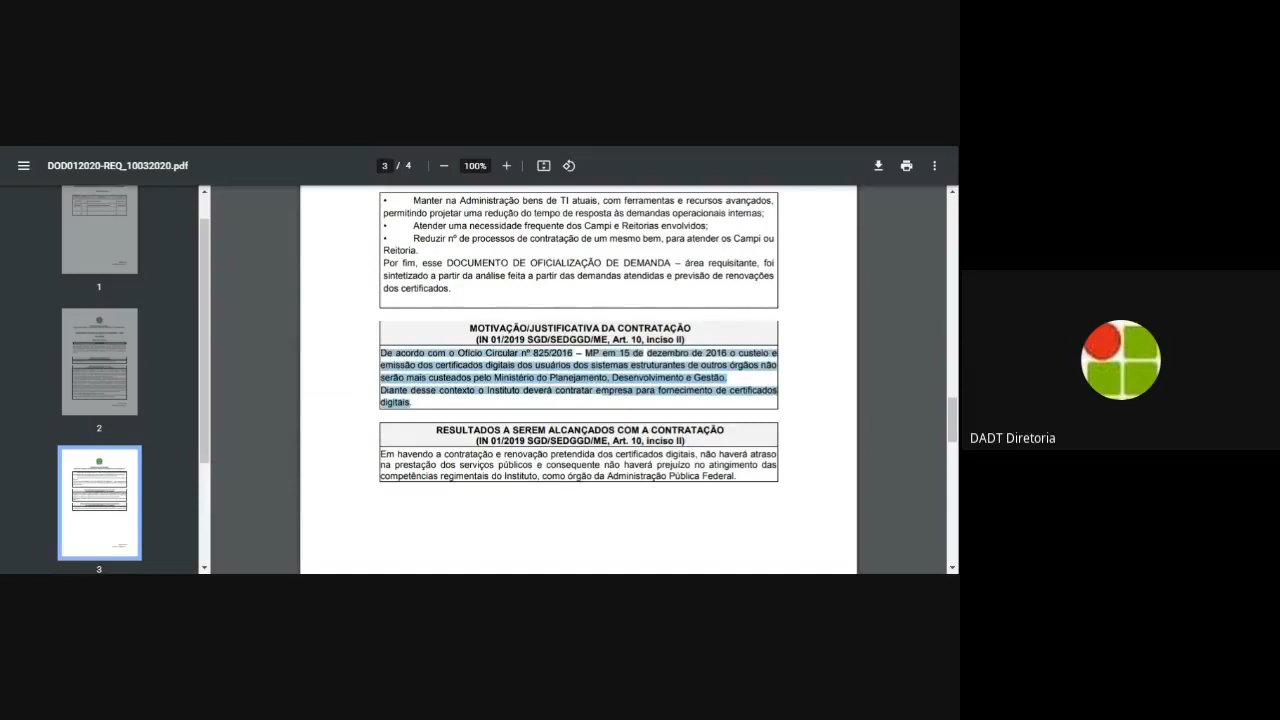 DOD012020-REQ_10032020.pdf
3 / 4
100%
• Manter na Administração bens de TI atuais, com ferramentas e recursos avançados,
permitindo projetar uma redução do tempo de resposta às demandas operacionais internas;
• Atender uma necessidade frequente dos Campi e Reitorias envolvidos;
• Reduzir nº de processos de contratação de um mesmo bem, para atender os Campi ou
Reitoria.
Por fim, esse DOCUMENTO DE OFICIALIZAÇÃO DE DEMANDA – área requisitante, foi
sintetizado a partir da análise feita a partir das demandas atendidas e previsão de renovações
dos certificados.
MOTIVAÇÃO/JUSTIFICATIVA DA CONTRATAÇÃO
(IN 01/2019 SGD/SEDGGD/ME, Art. 10, inciso II)
De acordo com o Ofício Circular nº 825/2016 – MP em 15 de dezembro de 2016 o custeio e
emissão dos certificados digitais dos usuários dos sistemas estruturantes de outros órgãos não
serão mais custeados pelo Ministério do Planejamento, Desenvolvimento e Gestão.
Diante desse contexto o Instituto deverá contratar empresa para fornecimento de certificados
digitais.
RESULTADOS A SEREM ALCANÇADOS COM A CONTRATAÇÃO
(IN 01/2019 SGD/SEDGGD/ME, Art. 10, inciso II)
Em havendo a contratação e renovação pretendida dos certificados digitais, não haverá atraso
na prestação dos serviços públicos e consequente não haverá prejuízo no atingimento das
competências regimentais do Instituto, como órgão da Administração Pública Federal.
1
2
3
DADT Diretoria